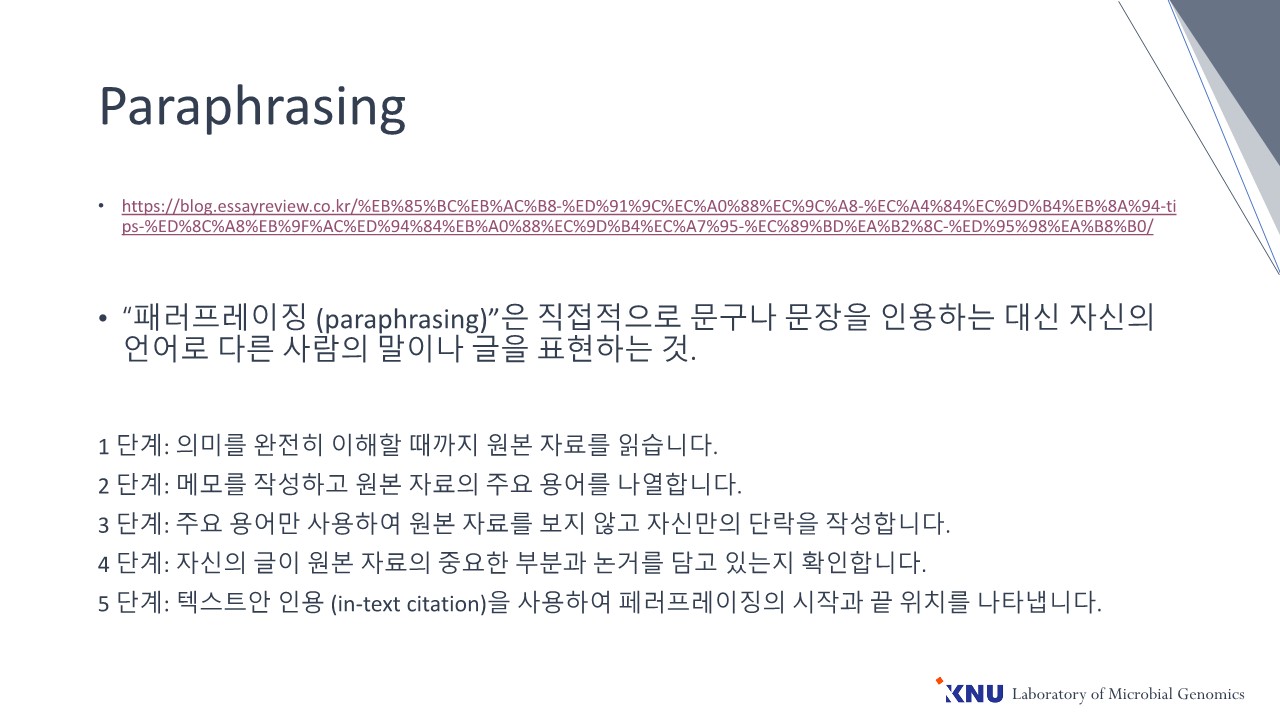 Paraphrasing
• https://blog.essayreview.co.kr/%EB%85%BC%EB%AC%B8-%ED%91%9C%EC%A0%88%EC%9C%A8-%EC%A4%84%EC%9D%B4%EB%8A%94-ti
ps-%ED%8C%A8%EB%9F%AC%ED%94%84%EB%A0%88%EC%9D%B4%EC%A7%95-%EC%89%BD%EA%B2%8C-%ED%95%98%EA%B8%B0/
• “패러프레이징 (paraphrasing)”은 직접적으로 문구나 문장을 인용하는 대신 자신의
언어로 다른 사람의 말이나 글을 표현하는 것.
1 단계: 의미를 완전히 이해할 때까지 원본 자료를 읽습니다.
2 단계: 메모를 작성하고 원본 자료의 주요 용어를 나열합니다.
3 단계: 주요 용어만 사용하여 원본 자료를 보지 않고 자신만의 단락을 작성합니다.
4 단계: 자신의 글이 원본 자료의 중요한 부분과 논거를 담고 있는지 확인합니다.
5 단계: 텍스트안 인용 (in-text citation)을 사용하여 페러프레이징의 시작과 끝 위치를 나타냅니다.
KNU Laboratory of Microbial Genomics